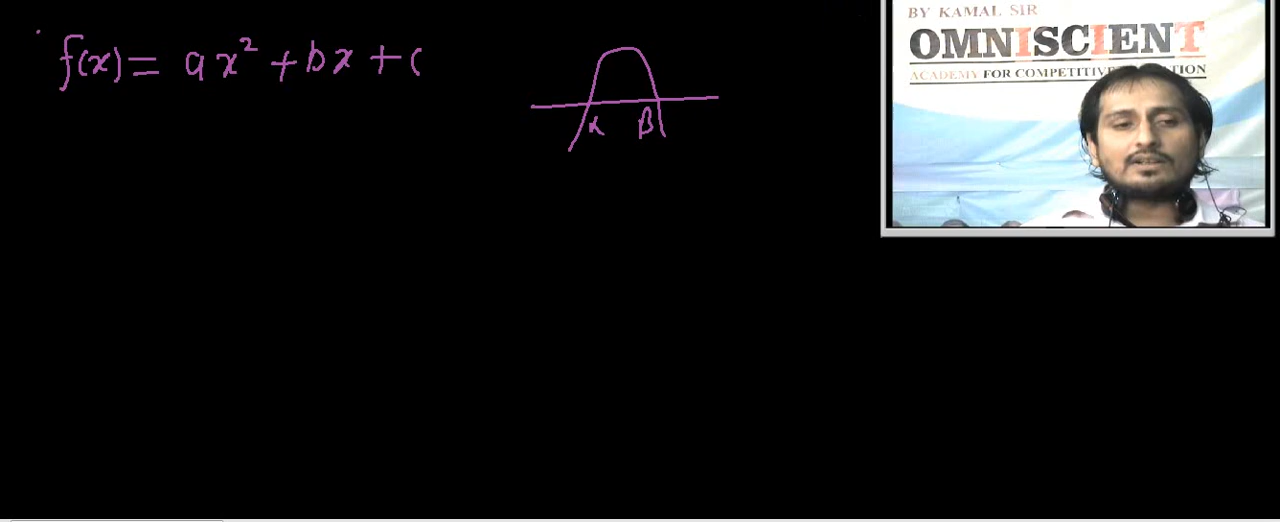 BY KAMAL SIR
OMNISCIENT
ACADEMY FOR COMPETITIVE
f(x) = ax² + bx + c
α β